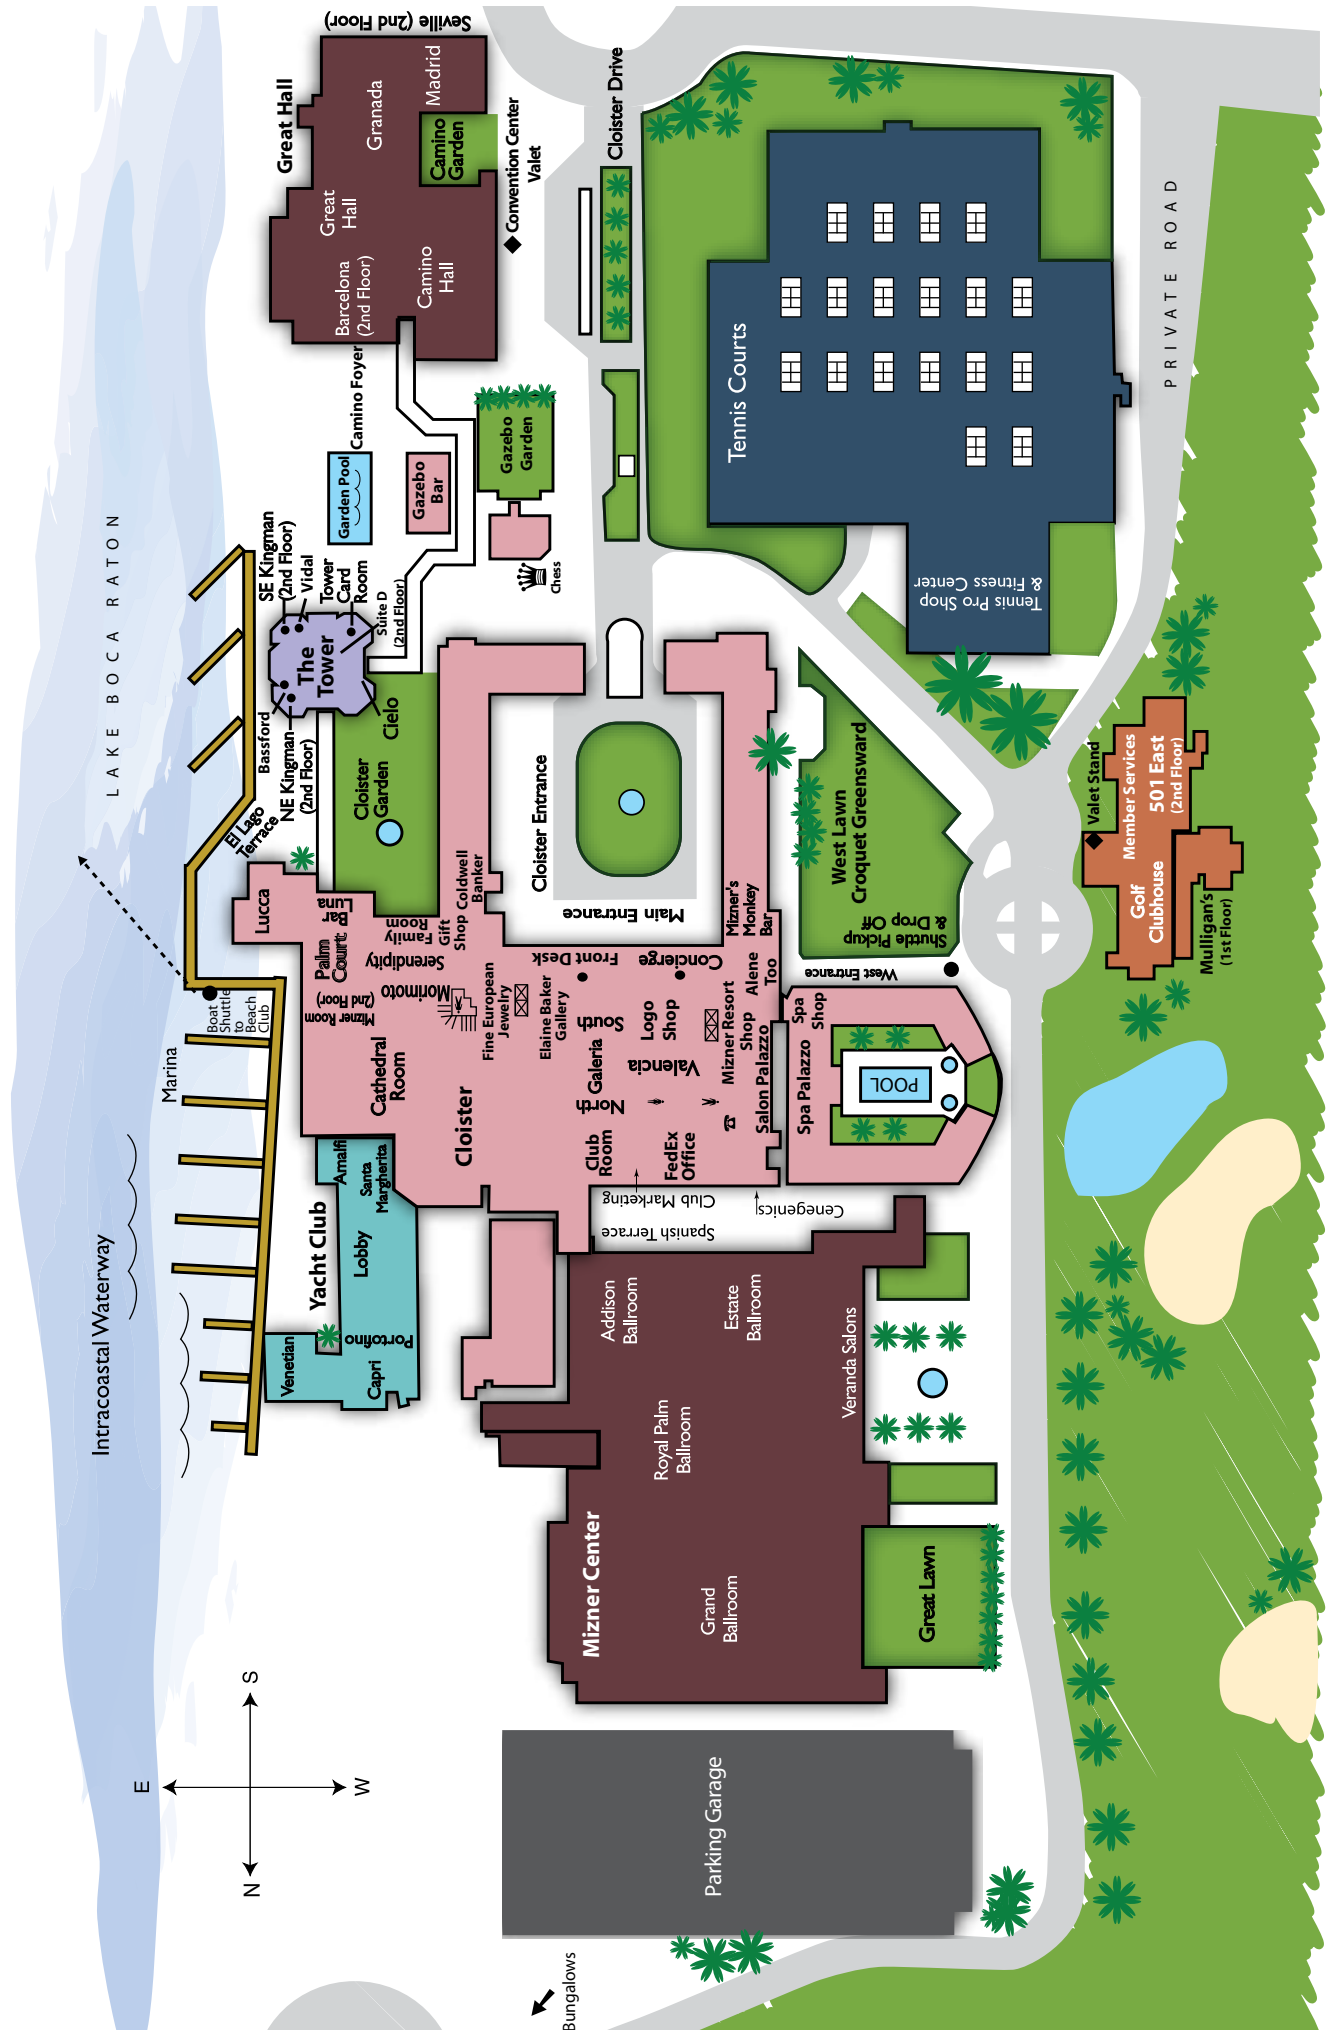 Seville (2nd Floor)
Great Hall
Granada
Madrid
Camino
Garden
Great
Hall
Barcelona
(2nd Floor)
Camino
Hall
Convention Center
Valet
Cloister Drive
Camino Foyer
Garden Pool
Gazebo
Bar
Gazebo
Garden
Chess
Tennis Courts
Tennis Pro Shop
& Fitness Center
PRIVATE ROAD
LAKE BOCA RATON
SE Kingman
(2nd Floor)
Vidal
Tower
Card
Room
Suite D
(2nd Floor)
The
Tower
Bassford
NE Kingman
(2nd Floor)
Cielo
El Lago
Terrace
Cloister
Garden
Cloister Entrance
Main Entrance
West Lawn
Croquet Greensward
Shuttle Pickup
& Drop Off
West Entrance
Valet Stand
Member Services
501 East
(2nd Floor)
Golf
Clubhouse
Mulligan's
(1st Floor)
Lucca
Luna
Bar
Palm
Court
Family
Room
Gift
Shop
Coldwell
Banker
Serendipity
Morimoto
Mizner Room
(2nd Floor)
Front Desk
Concierge
Mizner's
Monkey
Bar
Alene
Too
Fine European
Jewelry
Elaine Baker
Gallery
South
Galeria
North
Logo
Shop
Valencia
Mizner Resort
Shop
Salon Palazzo
Spa
Shop
Spa Palazzo
POOL
Cathedral
Room
Cloister
Club
Room
FedEx
Office
Club Marketing
Cenegenics
Spanish Terrace
Boat
Shuttle
to
Beach
Club
Marina
Intracoastal Waterway
Yacht Club
Amalfi
Santa
Margherita
Lobby
Portofino
Venetian
Capri
Addison
Ballroom
Estate
Ballroom
Royal Palm
Ballroom
Veranda Salons
Mizner Center
Grand
Ballroom
Great Lawn
Parking Garage
Bungalows
S
E
W
N